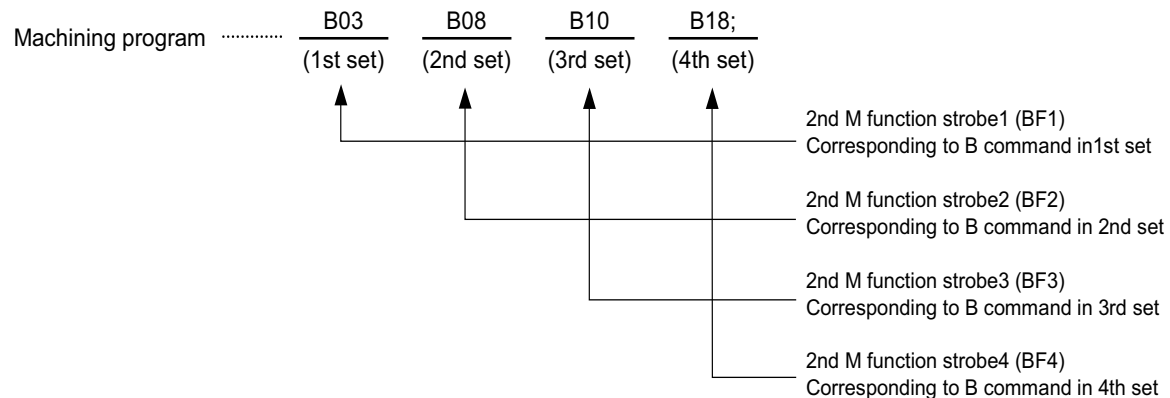 Machining program ············· B03 B08 B10 B18;
(1st set) (2nd set) (3rd set) (4th set)
2nd M function strobe1 (BF1)
Corresponding to B command in1st set
2nd M function strobe2 (BF2)
Corresponding to B command in 2nd set
2nd M function strobe3 (BF3)
Corresponding to B command in 3rd set
2nd M function strobe4 (BF4)
Corresponding to B command in 4th set